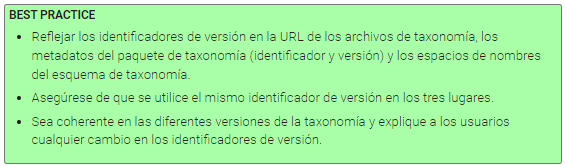 BEST PRACTICE
• Reflejar los identificadores de versión en la URL de los archivos de taxonomía, los
metadatos del paquete de taxonomía (identificador y versión) y los espacios de nombres
del esquema de taxonomía.
• Asegúrese de que se utilice el mismo identificador de versión en los tres lugares.
• Sea coherente en las diferentes versiones de la taxonomía y explique a los usuarios
cualquier cambio en los identificadores de versión.